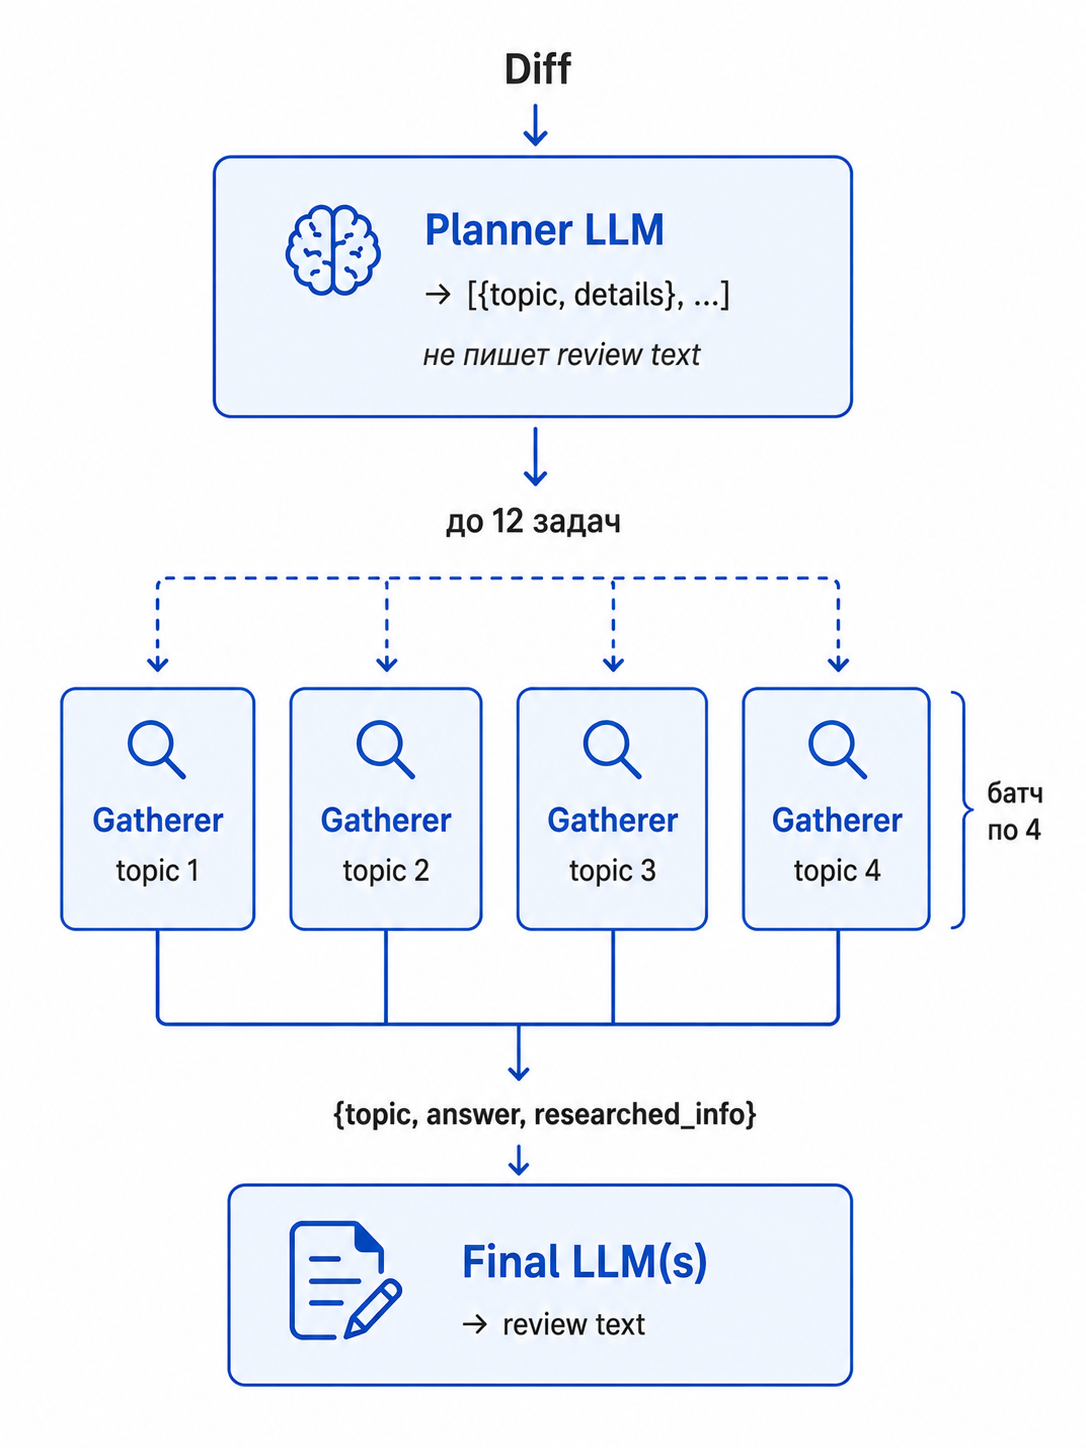 Diff
Planner LLM
→ [{topic, details}, ...]
не пишет review text
до 12 задач
Gatherer
topic 1
Gatherer
topic 2
Gatherer
topic 3
Gatherer
topic 4
батч
по 4
{topic, answer, researched_info}
Final LLM(s)
→ review text